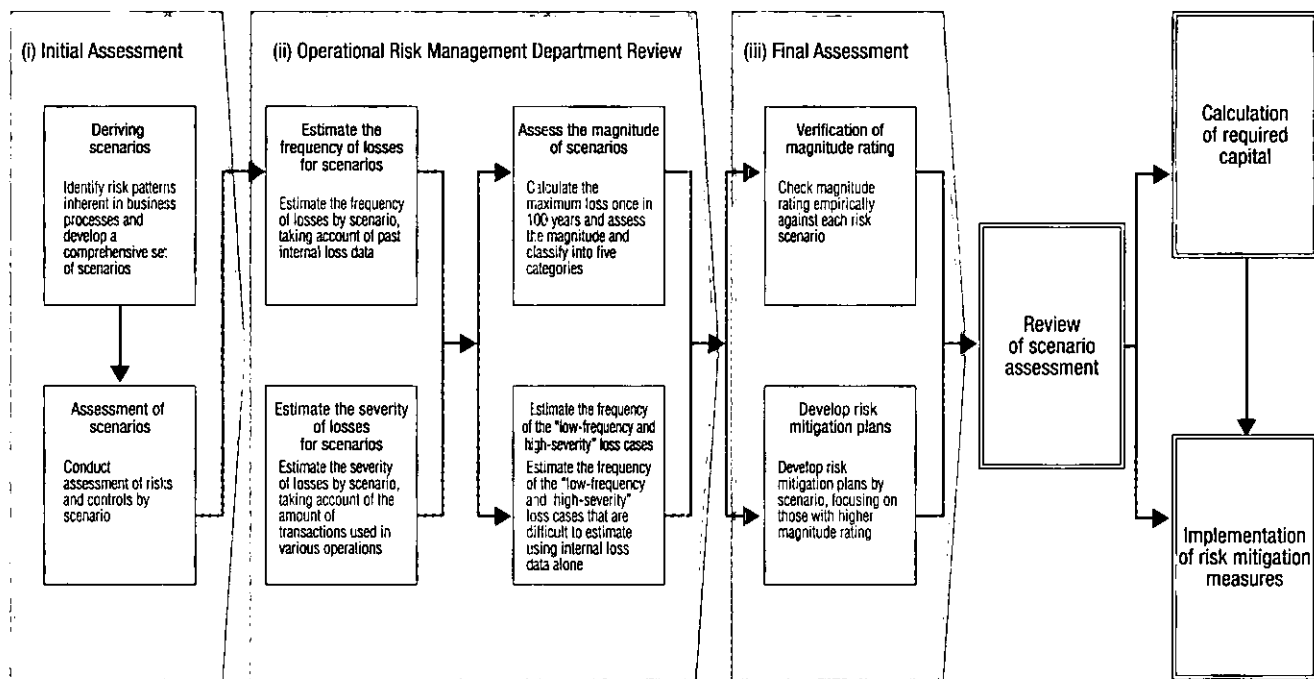 (i) Initial Assessment
Deriving
scenarios
Identify risk patterns
inherent in business
processes and
develop a
comprehensive set
of scenarios
Assessment of
scenarios
Conduct
assessment of risks
and controls by
scenario
(ii) Operational Risk Management Department Review
Estimate the
frequency of losses
for scenarios
Estimate the frequency
of losses by scenario,
taking account of past
internal loss data
Estimate the severity
of losses
for scenarios
Estimate the severity
of losses by scenario,
taking account of the
amount of
transactions used in
various operations
Assess the magnitude
of scenarios
Calculate the
maximum loss once in
100 years and assess
the magnitude and
classify into five
categories
Estimate the frequency
of the "low-frequency and
high-severity" loss cases
Estimate the frequency
of the "low-frequency
and high-severity"
loss cases that are
difficult to estimate
using internal loss
data alone
(iii) Final Assessment
Verification of
magnitude rating
Check magnitude
rating empirically
against each risk
scenario
Develop risk
mitigation plans
Develop risk
mitigation plans by
scenario, focusing on
those with higher
magnitude rating
Review
of scenario
assessment
Calculation
of required
capital
Implementation
of risk mitigation
measures